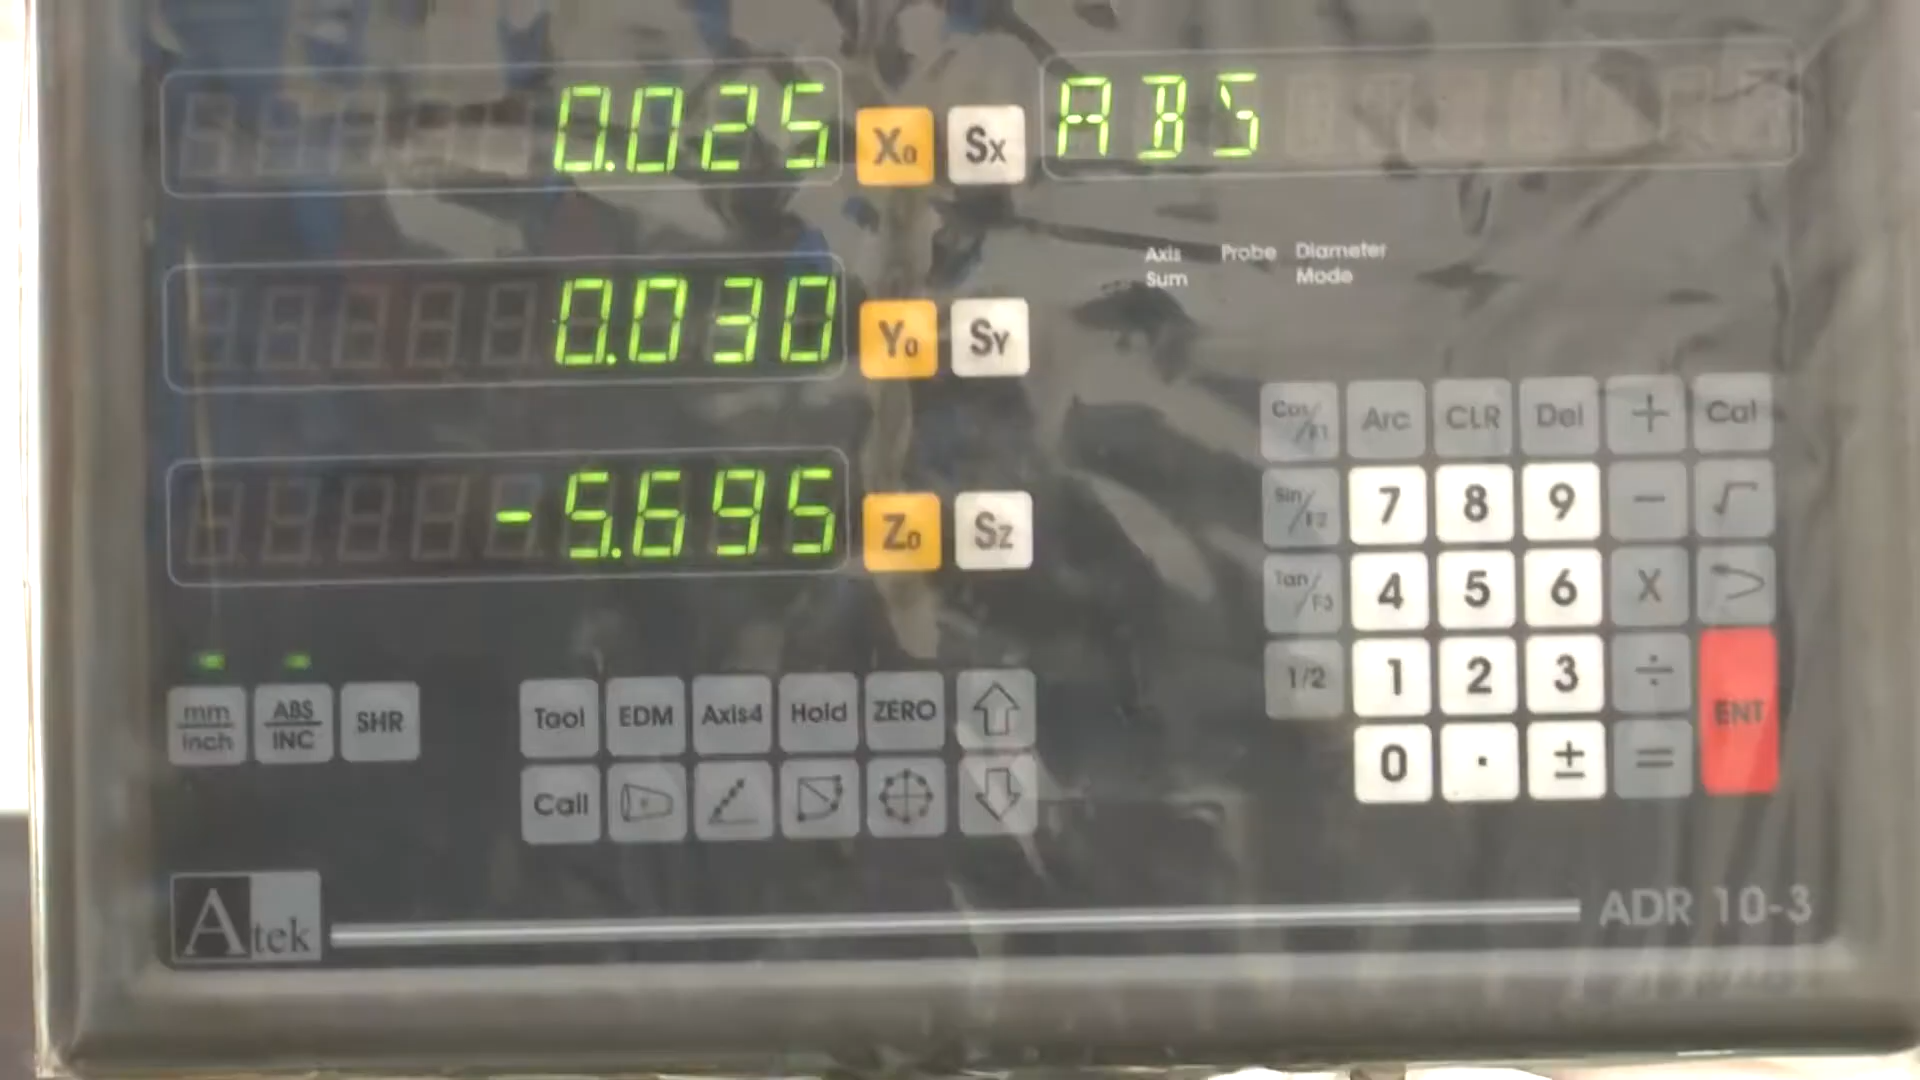 0.025 X0 SX ABS
Axis Sum Probe Diameter Mode
0.030 Y0 SY
Cos/F1 Arc CLR Del + Cal
-5.695 Z0 SZ
Sin/F2 7 8 9 - √
Tan/F3 4 5 6 X
1/2 1 2 3 ÷ ENT
mm/inch ABS/INC SHR Tool EDM Axis4 Hold ZERO
0 . ± =
Call
Atek ADR 10-3